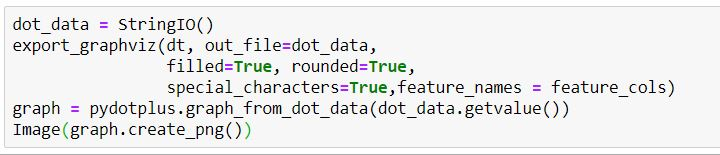 dot_data = StringIO()
export_graphviz(dt, out_file=dot_data,
                filled=True, rounded=True,
                special_characters=True,feature_names = feature_cols)
graph = pydotplus.graph_from_dot_data(dot_data.getvalue())
Image(graph.create_png())